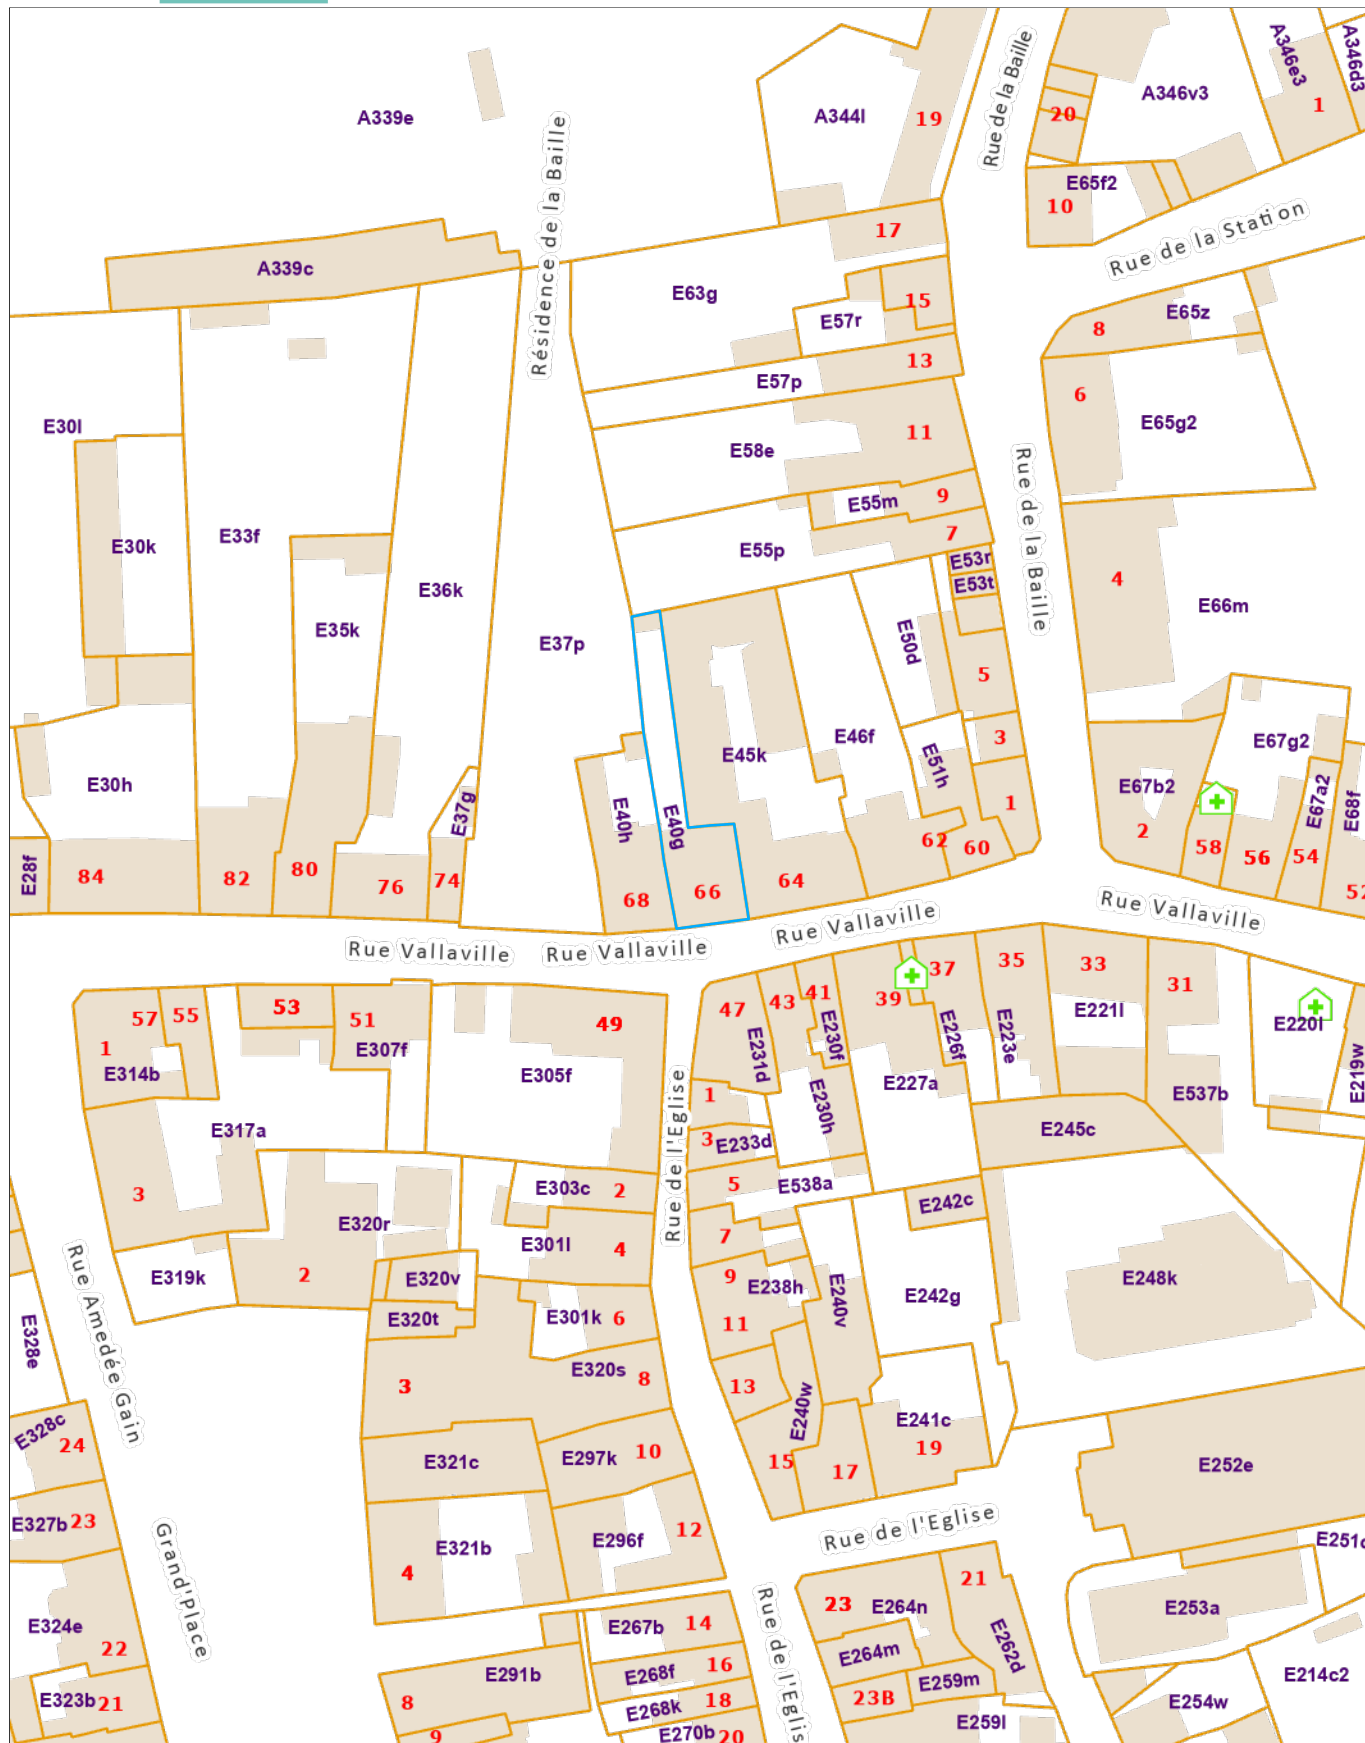 A339e
A344l
19
Rue de la Baille
20
A346v3
A346e3
A346d3
1
E65f2
10
Rue de la Station
17
A339c
Résidence de la Baille
E63g
15
E57r
13
E57p
8
E65z
6
E65g2
E30l
11
E58e
9
E55m
7
E55p
Rue de la Baille
E30k
E33f
E35k
E36k
E37p
E53r
E53t
4
E66m
E50d
5
3
E46f
E45k
E51h
1
E67g2
E67b2
2
E67a2
E68f
E30h
E37g
E40h
E40g
62
60
58
56
54
52
E28f
84
82
80
76
74
68
66
64
Rue Vallaville
Rue Vallaville
Rue Vallaville
Rue Vallaville
57
55
53
51
49
1
E314b
E307f
E305f
47
43
41
39
37
35
33
31
E231d
E230f
E226f
E223e
E221l
E220l
E219w
E227a
E230h
E537b
1
Rue de l'Eglise
E317a
3
E233d
E245c
3
5
E538a
E303c
2
E242c
E320r
E301l
4
7
E319k
2
E320v
9
E238h
E240v
E242g
E248k
Rue Amedée Gain
E328e
E320t
E301k
6
11
3
E320s
8
13
E240w
E241c
19
E328c
24
E321c
E297k
10
15
17
E252e
E327b
23
Grand'Place
E321b
4
E296f
12
Rue de l'Eglise
E251c
E324e
22
Rue de l'Eglis
21
23
E264n
E253a
E267b
14
E264m
E262d
E214c2
E323b
21
E291b
8
E268f
16
E259m
23B
E268k
18
E254w
9
E270b
20
E259l